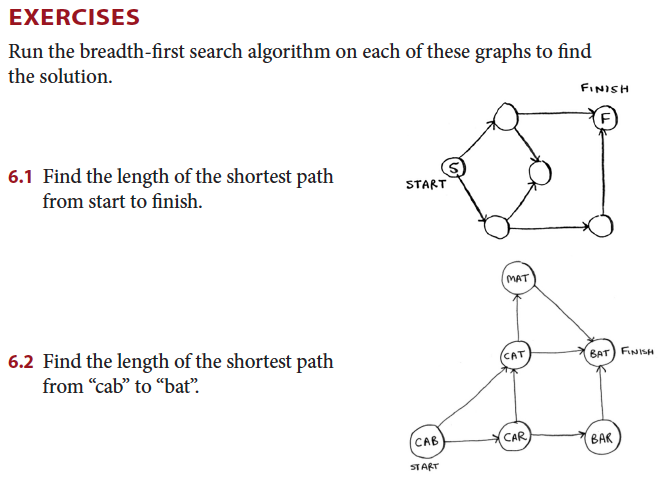 EXERCISES
Run the breadth-first search algorithm on each of these graphs to find
the solution.
6.1 Find the length of the shortest path
from start to finish.
FINISH
F
S
START
6.2 Find the length of the shortest path
from “cab” to “bat”.
MAT
CAT
BAT
FINISH
CAB
CAR
BAR
START